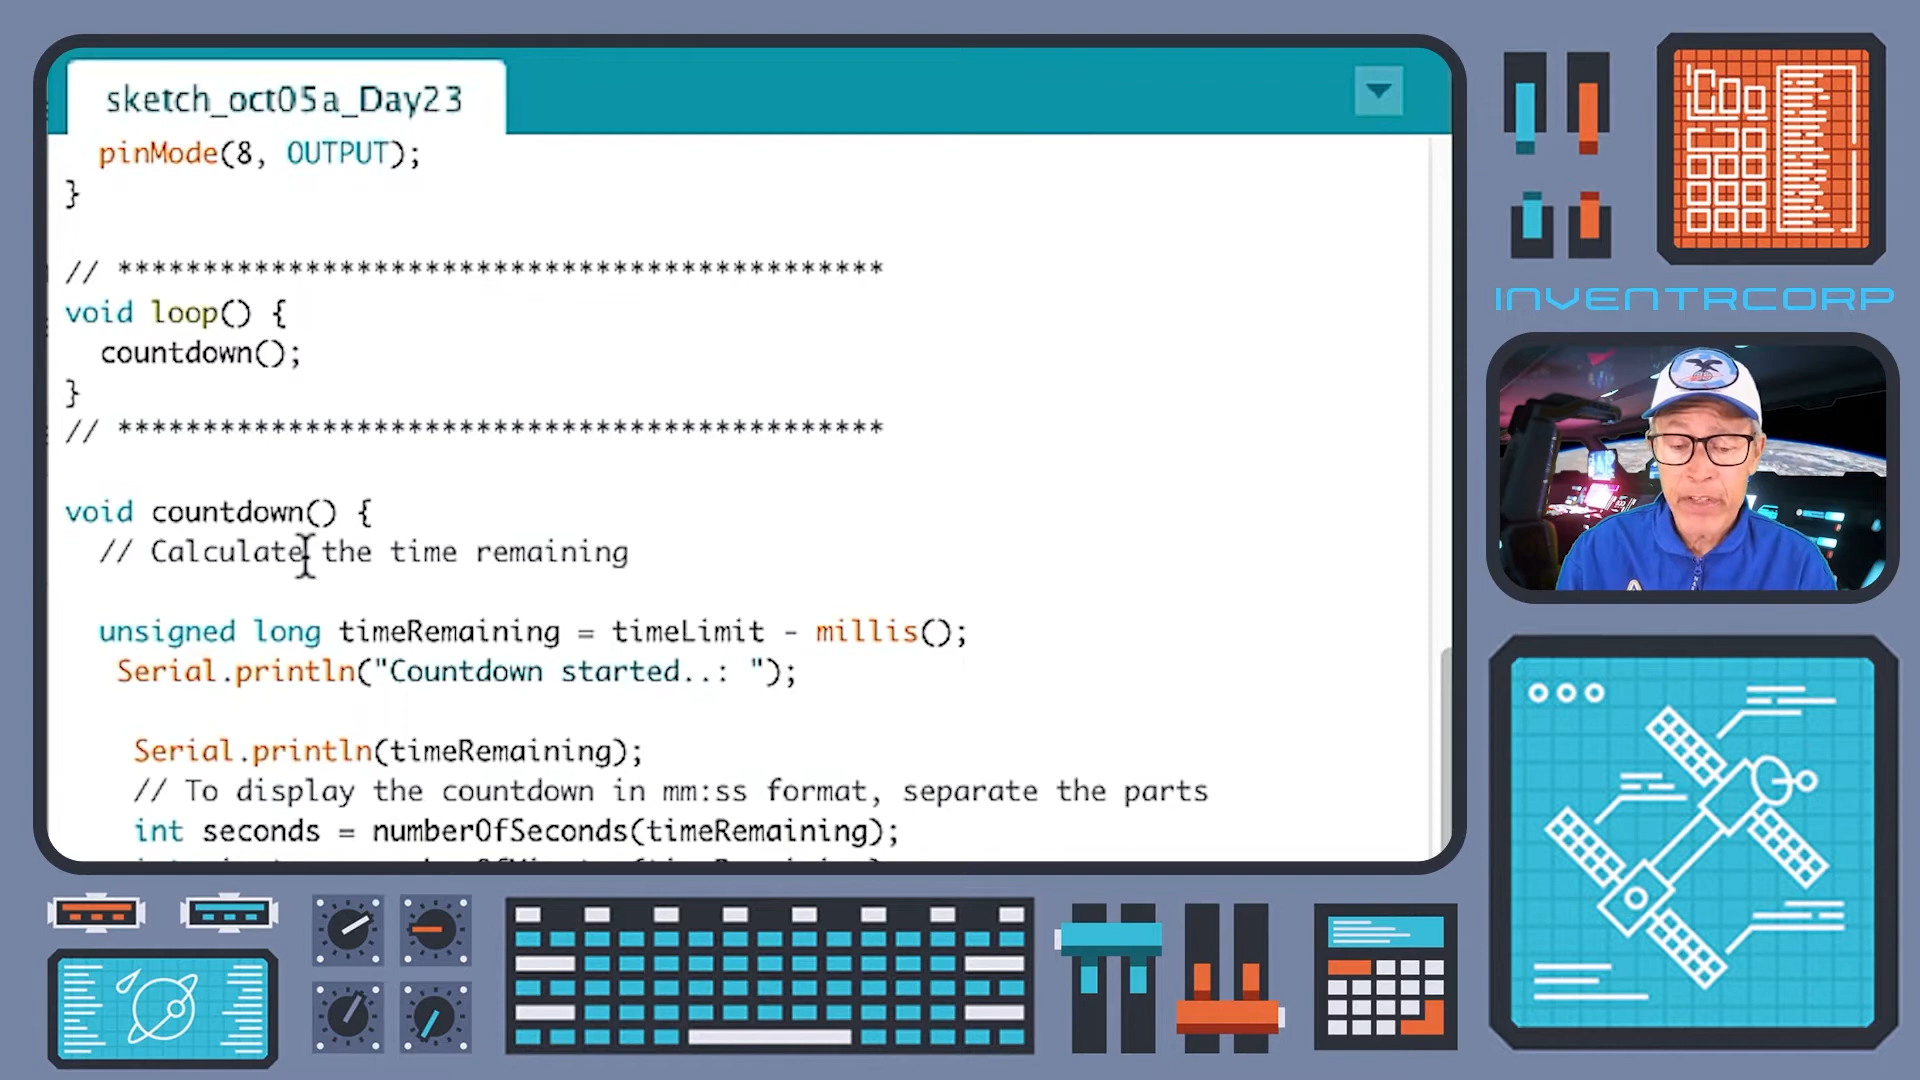 sketch_oct05a_Day23
pinMode(8, OUTPUT);
}
// *********************************************
void loop() {
countdown();
}
// *********************************************
void countdown() {
// Calculate the time remaining
unsigned long timeRemaining = timeLimit - millis();
Serial.println("Countdown started..: ");
Serial.println(timeRemaining);
// To display the countdown in mm:ss format, separate the parts
int seconds = numberOfSeconds(timeRemaining);
INVENTRCORP